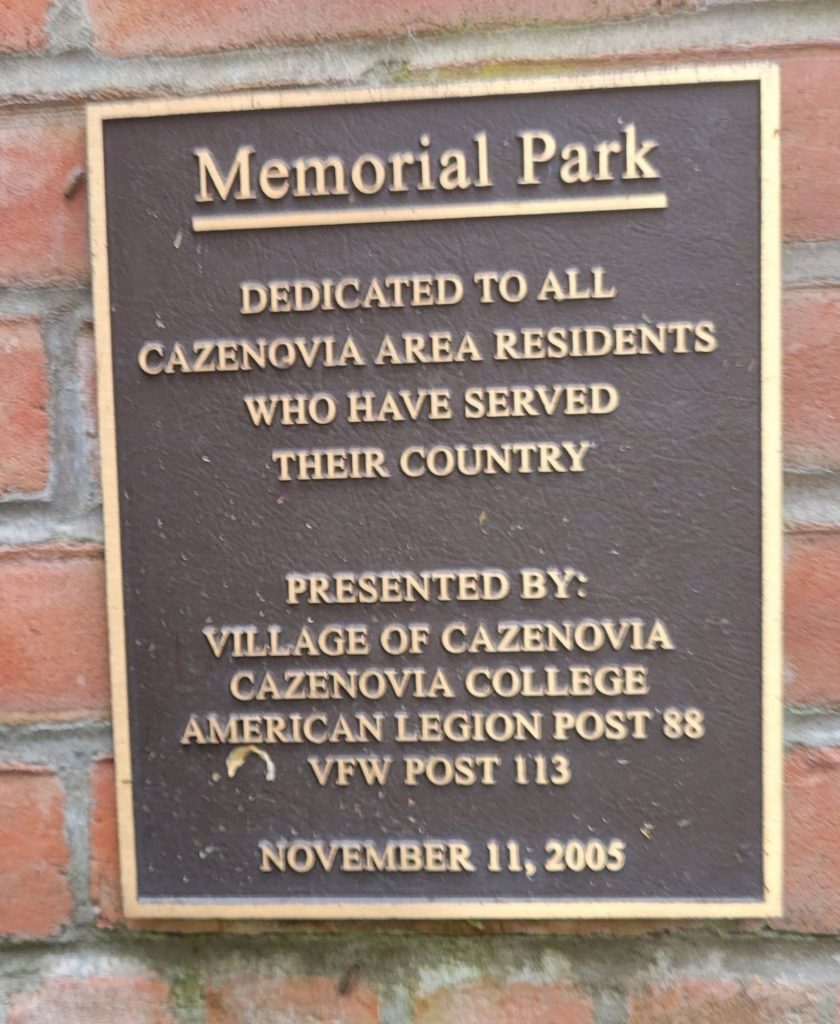 Memorial Park
DEDICATED TO ALL
CAZENOVIA AREA RESIDENTS
WHO HAVE SERVED
THEIR COUNTRY
PRESENTED BY:
VILLAGE OF CAZENOVIA
CAZENOVIA COLLEGE
AMERICAN LEGION POST 88
VFW POST 113
NOVEMBER 11, 2005